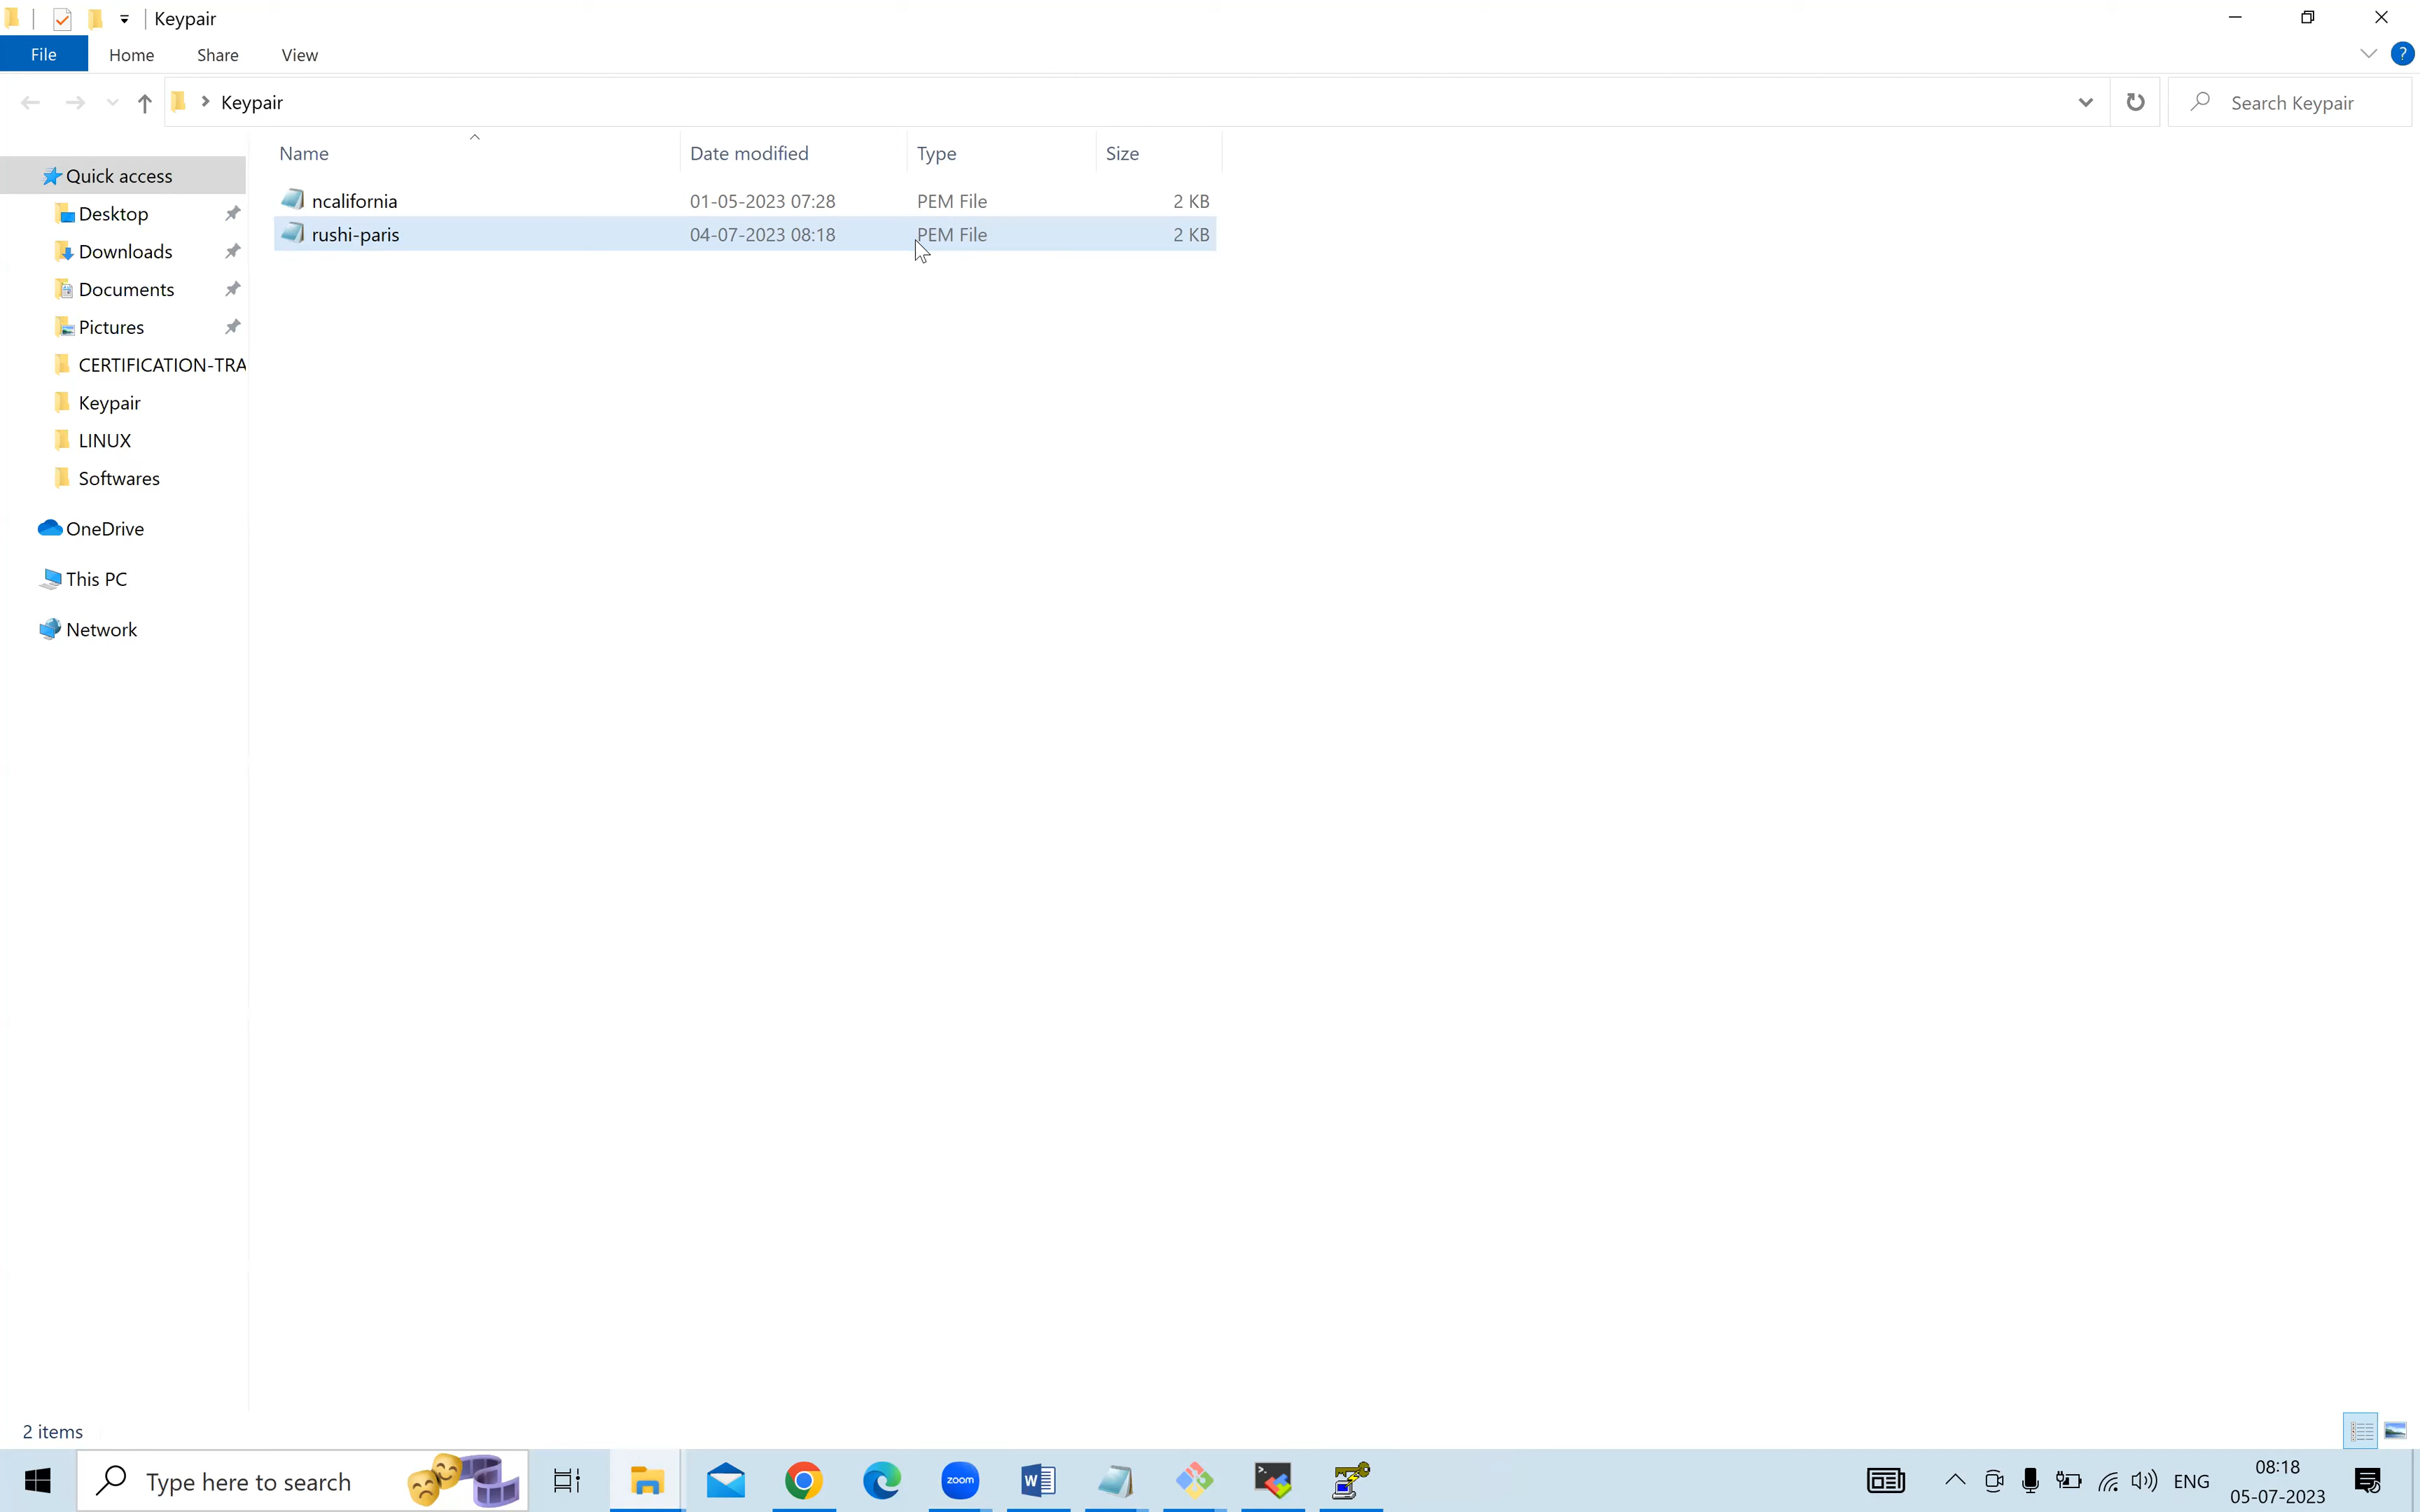 Keypair
File Home Share View
Keypair
Search Keypair
Name Date modified Type Size
Quick access
Desktop
Downloads
Documents
Pictures
CERTIFICATION-TRA
Keypair
LINUX
Softwares
OneDrive
This PC
Network
ncalifornia 01-05-2023 07:28 PEM File 2 KB
rushi-paris 04-07-2023 08:18 PEM File 2 KB
2 items
Type here to search
zoom
W
ENG
08:18
05-07-2023